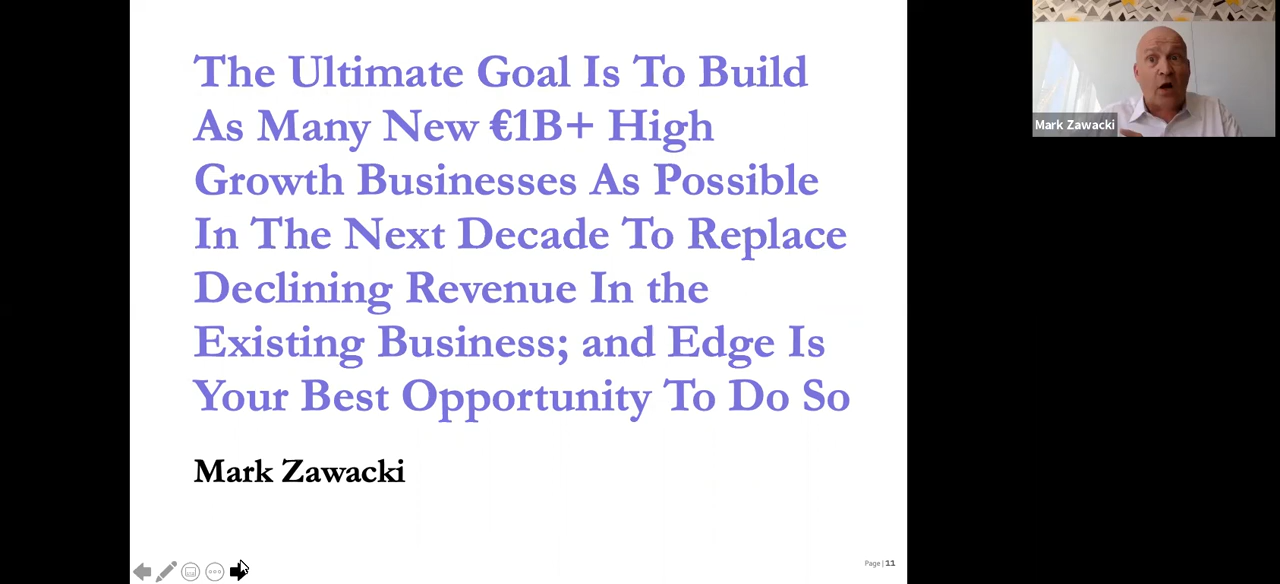 The Ultimate Goal Is To Build
As Many New €1B+ High
Growth Businesses As Possible
In The Next Decade To Replace
Declining Revenue In the
Existing Business; and Edge Is
Your Best Opportunity To Do So
Mark Zawacki
Page | 11
Mark Zawacki